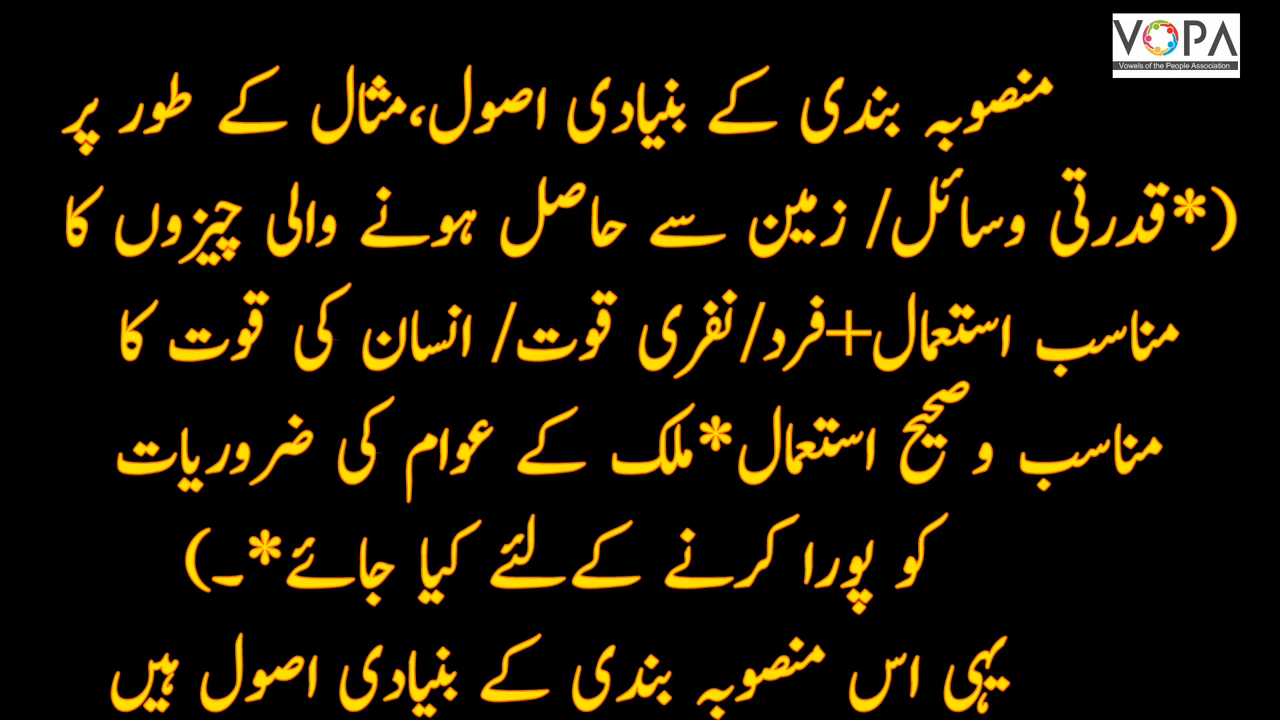 VOPA
Vowels of the People Association
منصوبہ بندی کے بنیادی اصول،مثال کے طور پر
(*قدرتی وسائل/ زمین سے حاصل ہونے والی چیزوں کا
مناسب استعمال+فرد/نفری قوت/ انسان کی قوت کا
مناسب و صحیح استعمال*ملک کے عوام کی ضروریات
کو پورا کرنے کےلئے کیا جائے*۔)
یہی اس منصوبہ بندی کے بنیادی اصول ہیں